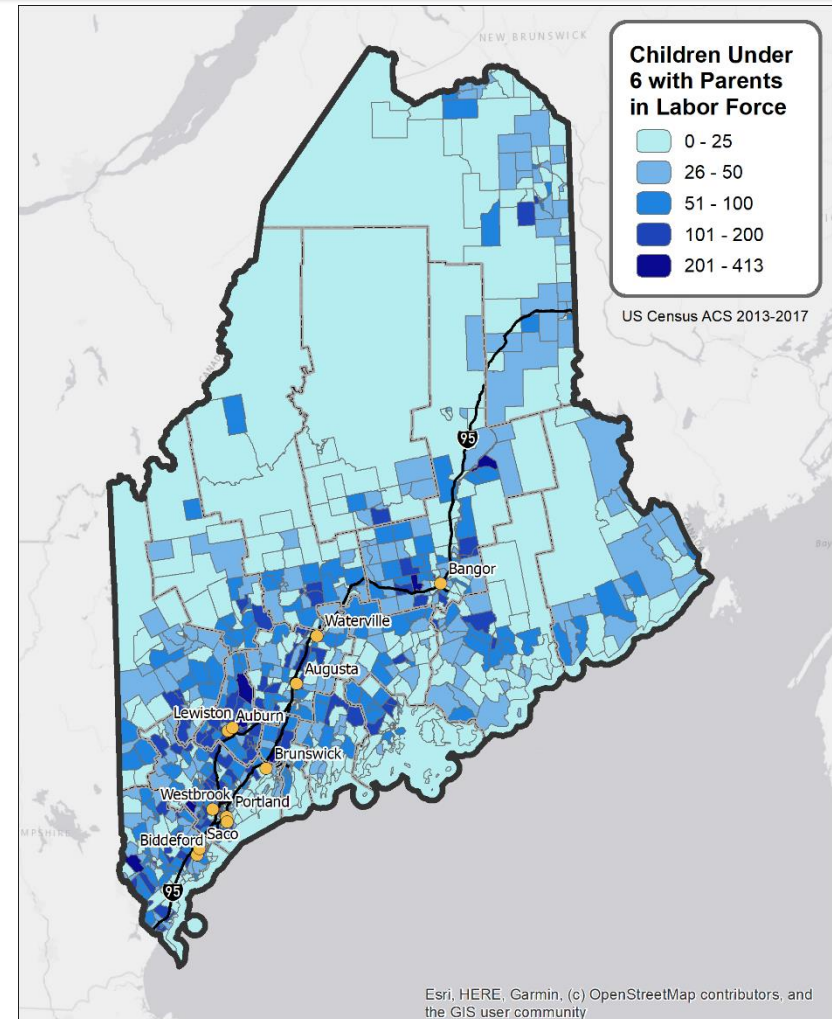 NEW BRUNSWICK
Children Under
6 with Parents
in Labor Force
0 - 25
26 - 50
51 - 100
101 - 200
201 - 413
US Census ACS 2013-2017
95
Bangor
Waterville
Augusta
Lewiston Auburn
Brunswick
Westbrook
Portland
Saco
Biddeford
95
Esri, HERE, Garmin, (c) OpenStreetMap contributors, and
the GIS user community